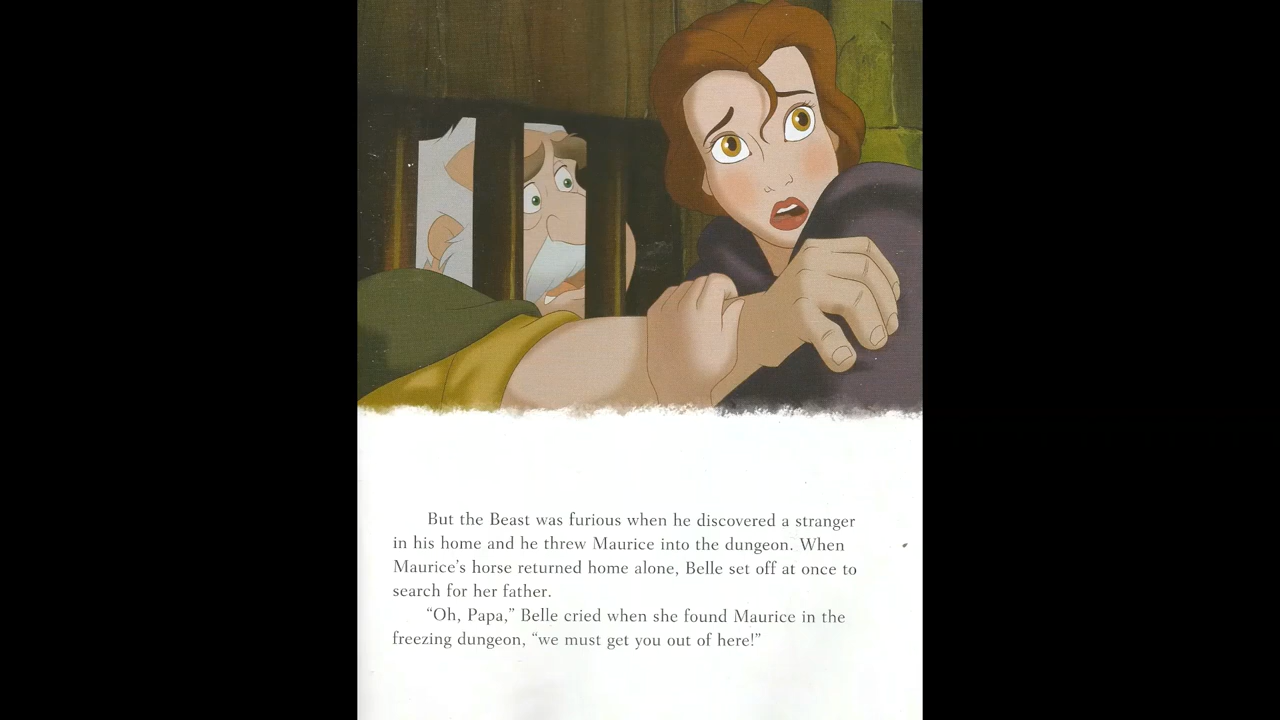 But the Beast was furious when he discovered a stranger
in his home and he threw Maurice into the dungeon. When
Maurice’s horse returned home alone, Belle set off at once to
search for her father.
“Oh, Papa,” Belle cried when she found Maurice in the
freezing dungeon, “we must get you out of here!”